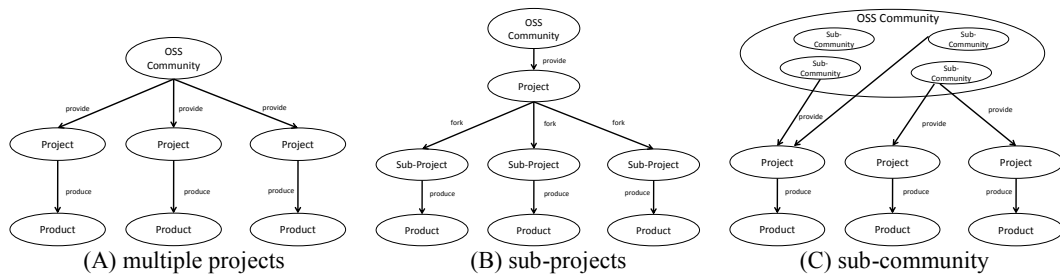 OSS
Community
provide
provide
provide
Project
Project
Project
produce
produce
produce
Product
Product
Product
(A) multiple projects
OSS
Community
provide
Project
fork
fork
fork
Sub-Project
Sub-Project
Sub-Project
produce
produce
produce
Product
Product
Product
(B) sub-projects
OSS Community
Sub-
Community
Sub-
Community
Sub-
Community
Sub-
Community
provide
provide
provide
Project
Project
Project
produce
produce
produce
Product
Product
Product
(C) sub-community